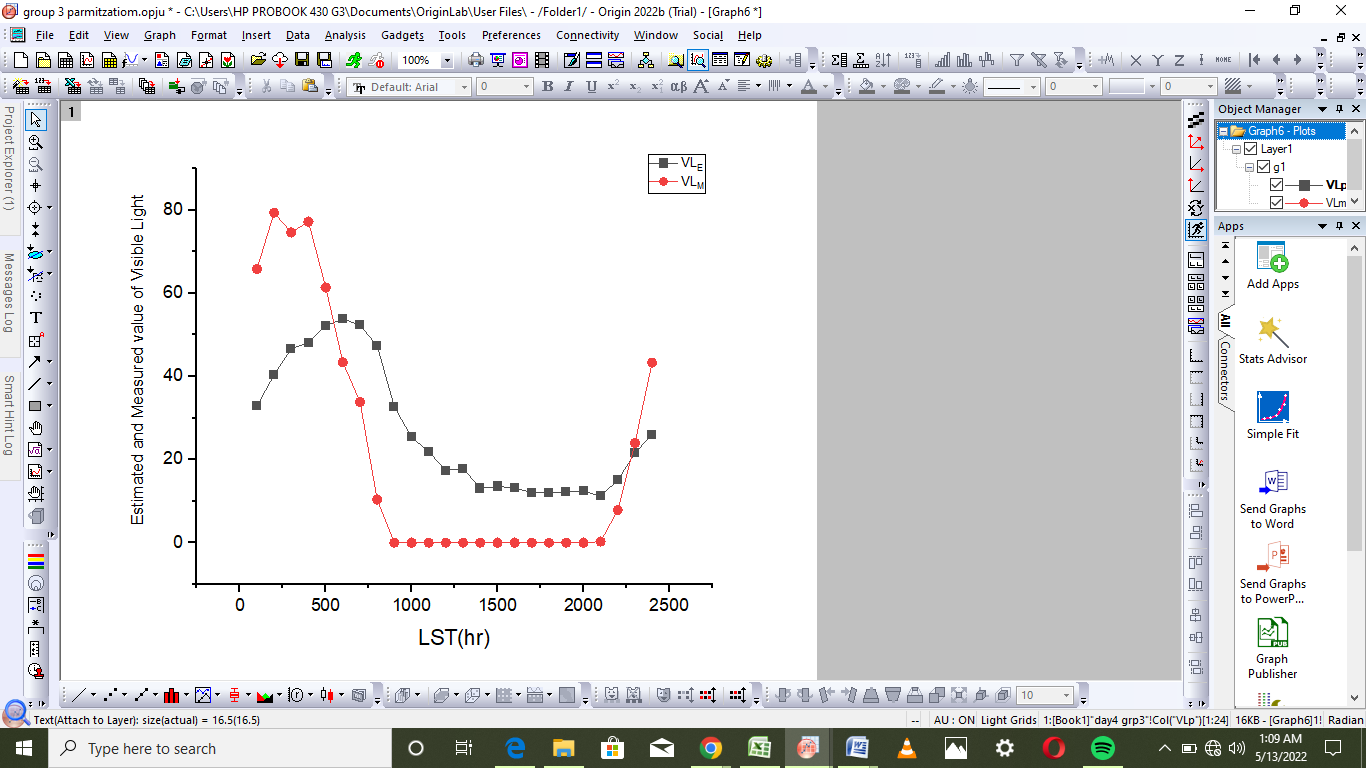 group 3 parmitzatiom.opju * - C:\Users\HP PROBOOK 430 G3\Documents\OriginLab\User Files\ - /Folder1/ - Origin 2022b (Trial) - [Graph6 *]
File Edit View Graph Format Insert Data Analysis Gadgets Tools Preferences Connectivity Window Social Help
100%
HOME
X Y Z
Default: Arial 0 B I U αβ A A A 0 0
Project Explorer (1)
Messages Log
Smart Hint Log
1
VL_E
VL_M
Estimated and Measured value of Visible Light
80
60
40
20
0
0 500 1000 1500 2000 2500
LST(hr)
Object Manager
Graph6 - Plots
Layer1
g1
VLp
VLm
Apps
All
Connectors
Add Apps
Stats Advisor
Simple Fit
Send Graphs
to Word
Send Graphs
to PowerP...
Graph
Publisher
10
Text(Attach to Layer): size(actual) = 16.5(16.5)
-- AU : ON Light Grids 1:[Book1]"day4 grp3"!Col("VLp")[1:24] 16KB - [Graph6]1! Radian
Type here to search
1:09 AM
5/13/2022